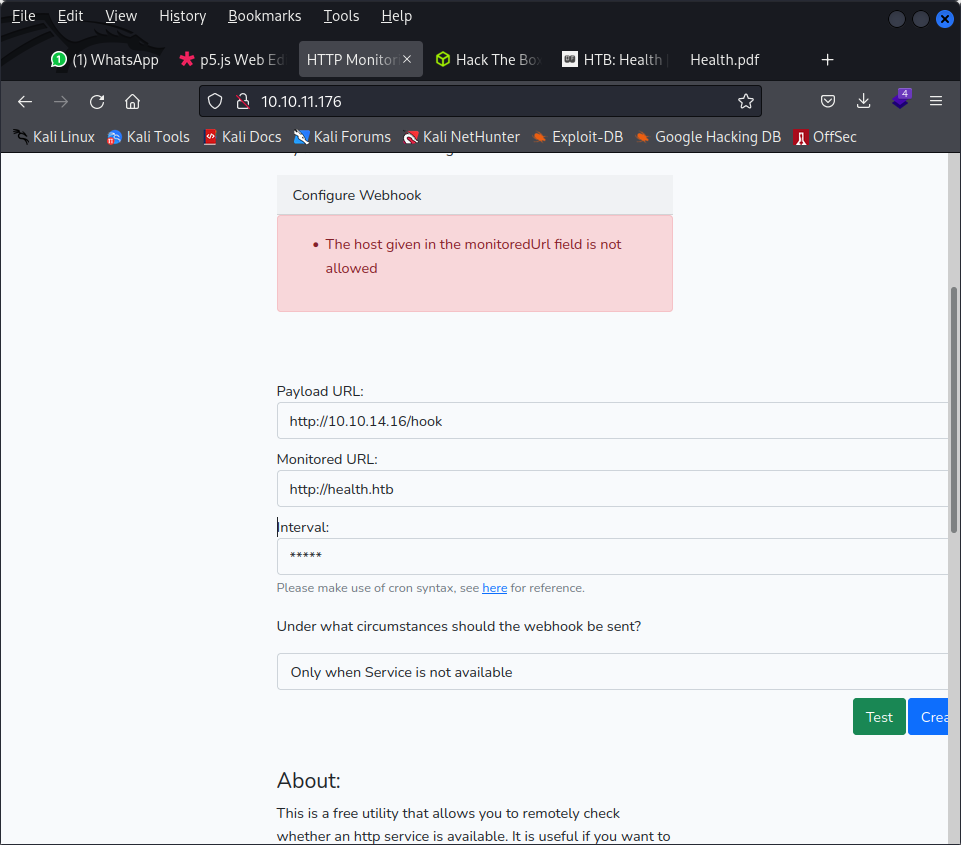 File Edit View History Bookmarks Tools Help
1 (1) WhatsApp p5.js Web Ed HTTP Monitor Hack The Box HTB: Health Health.pdf
10.10.11.176 4
Kali Linux Kali Tools Kali Docs Kali Forums Kali NetHunter Exploit-DB Google Hacking DB OffSec
Configure Webhook
• The host given in the monitoredUrl field is not
allowed
Payload URL:
http://10.10.14.16/hook
Monitored URL:
http://health.htb
Interval:
*****
Please make use of cron syntax, see here for reference.
Under what circumstances should the webhook be sent?
Only when Service is not available
Test Crea
About:
This is a free utility that allows you to remotely check
whether an http service is available. It is useful if you want to